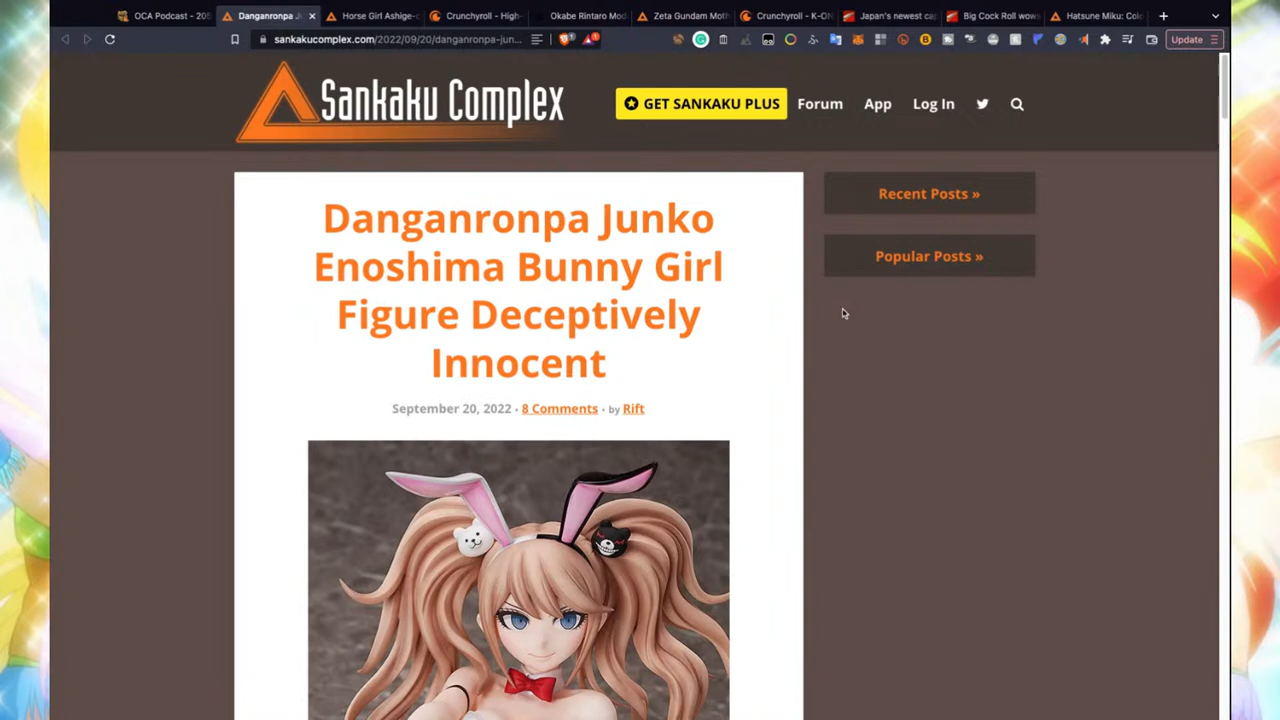 OCA Podcast - 205
Danganronpa J
Horse Girl Ashige-
Crunchyroll - High-
Okabe Rintaro Mod
Zeta Gundam Moth
Crunchyroll - K-ON
Japan's newest ca
Big Cock Roll wows
Hatsune Miku: Col
sankakucomplex.com/2022/09/20/danganronpa-jun...
Update
Sankaku Complex
GET SANKAKU PLUS
Forum
App
Log In
Danganronpa Junko
Enoshima Bunny Girl
Figure Deceptively
Innocent
September 20, 2022 • 8 Comments • by Rift
Recent Posts »
Popular Posts »